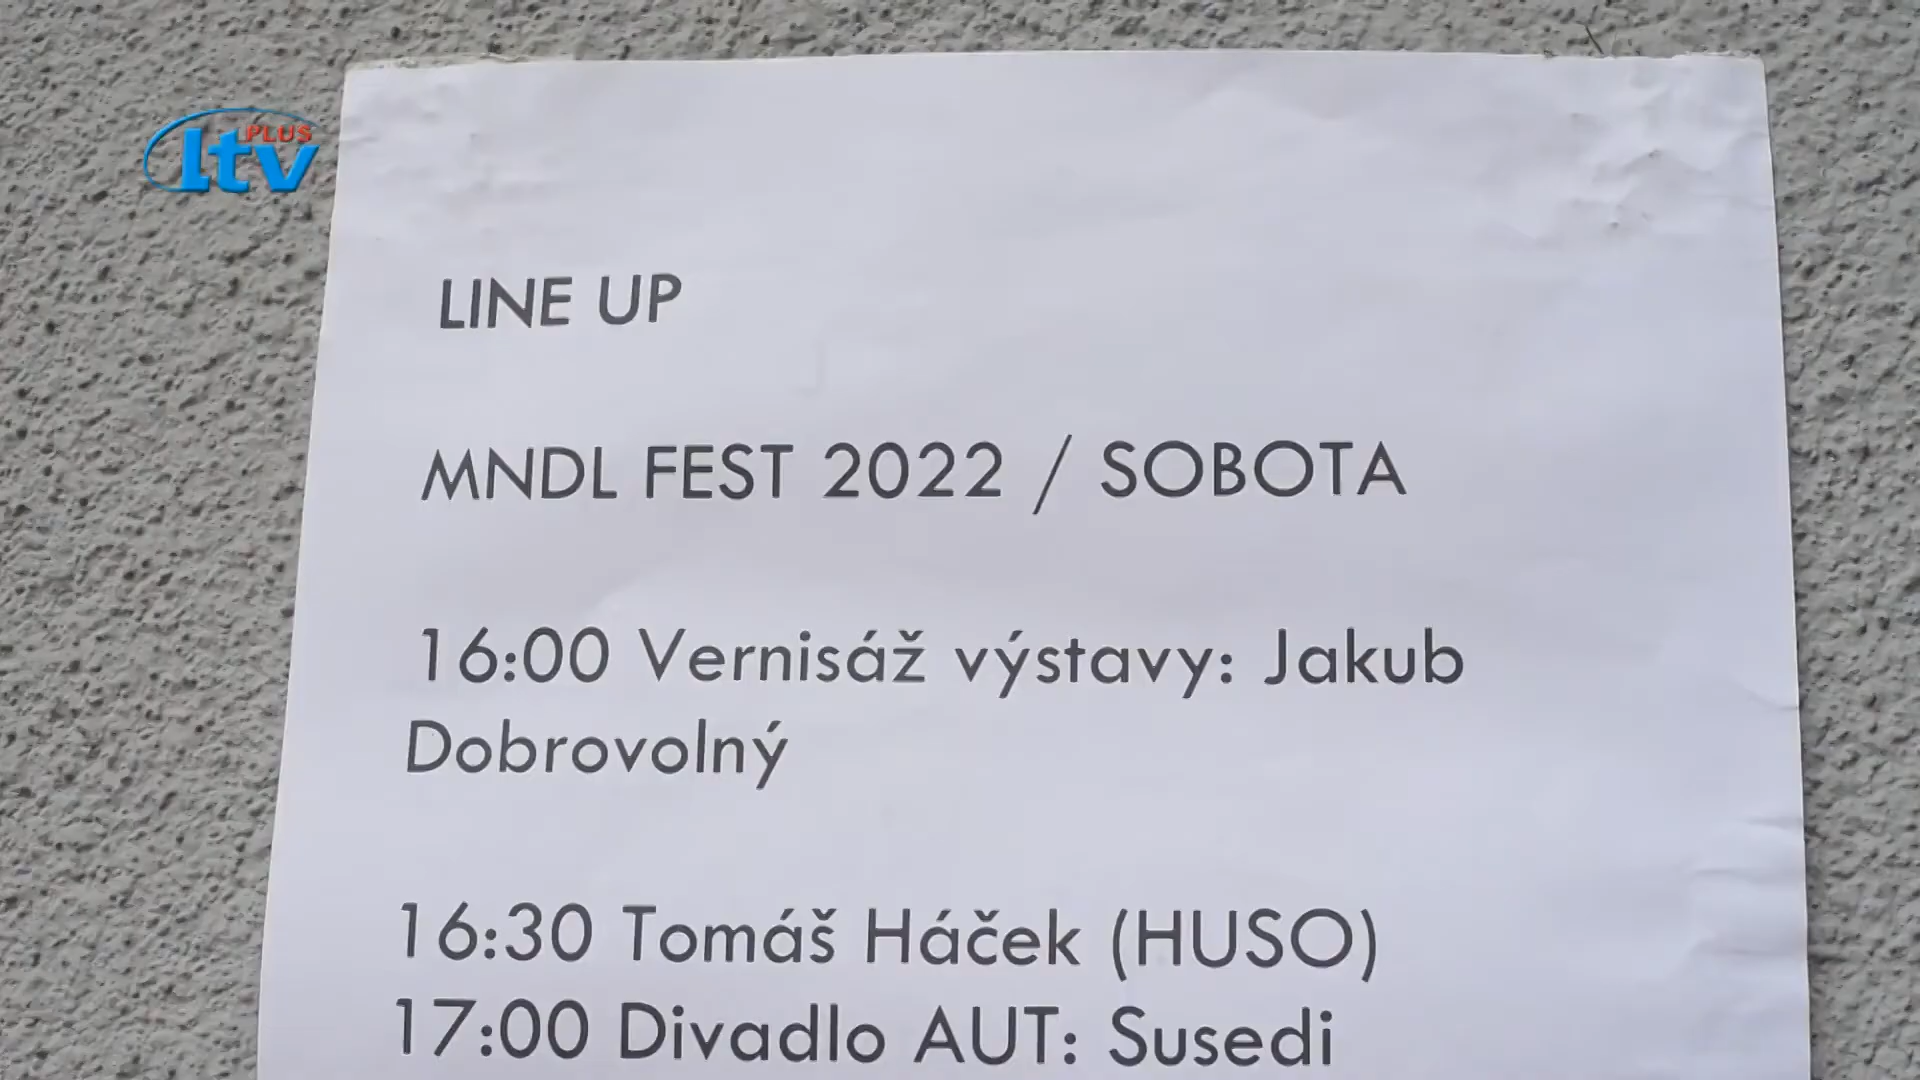 ltv PLUS
LINE UP
MNDL FEST 2022 / SOBOTA
16:00 Vernisáž výstavy: Jakub
Dobrovolný
16:30 Tomáš Háček (HUSO)
17:00 Divadlo AUT: Susedi